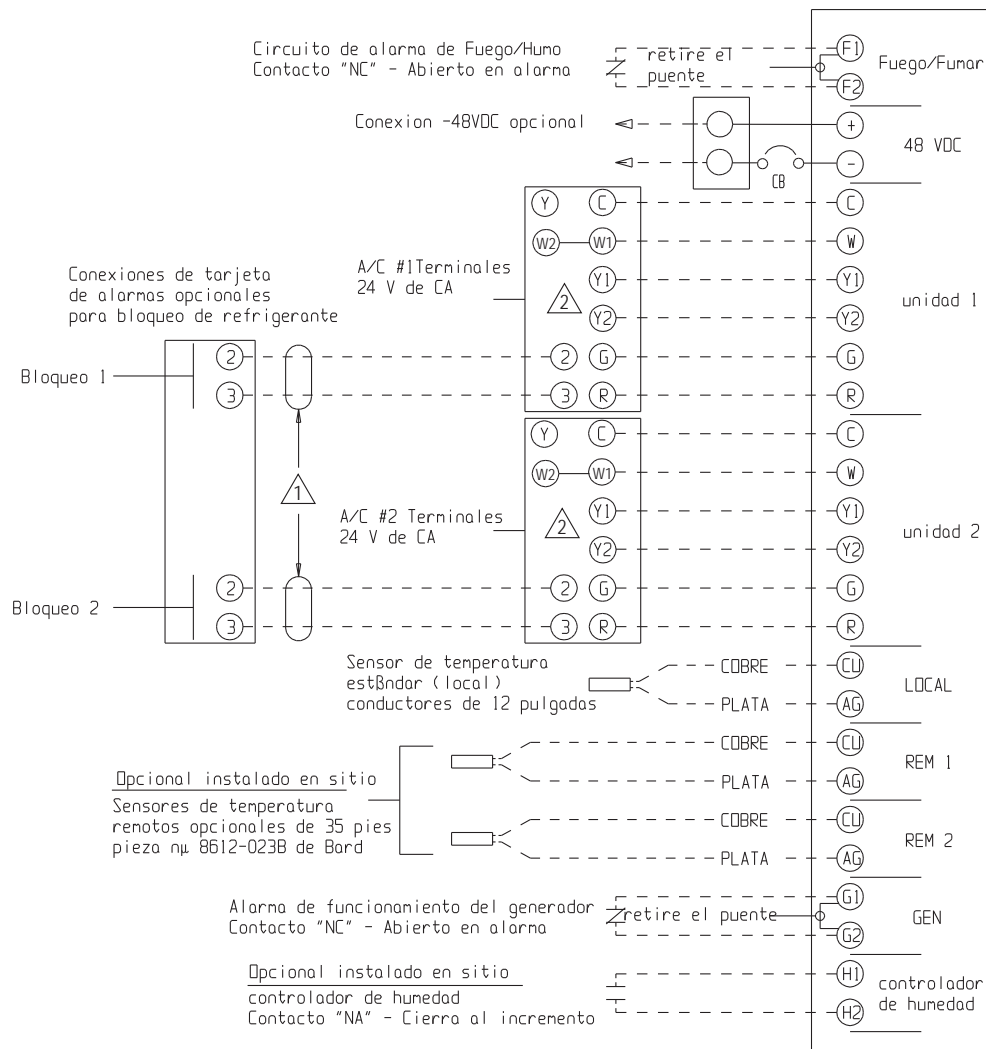 Circuito de alarma de Fuego/Humo
Contacto "NC" - Abierto en alarma
retire el
puente
F1
F2
Fuego/Fumar
Conexion -48VDC opcional
CB
+
-
48 VDC
A/C #1Terminales
24 V de CA
Y
C
W2
W1
Y1
2
Y2
2
G
3
R
C
W
Y1
Y2
G
R
unidad 1
Conexiones de tarjeta
de alarmas opcionales
para bloqueo de refrigerante
Bloqueo 1
2
3
1
Bloqueo 2
2
3
A/C #2 Terminales
24 V de CA
Y
C
W2
W1
Y1
2
Y2
2
G
3
R
C
W
Y1
Y2
G
R
unidad 2
Sensor de temperatura
estßndar (local)
conductores de 12 pulgadas
COBRE
PLATA
CU
AG
LOCAL
Opcional instalado en sitio
Sensores de temperatura
remotos opcionales de 35 pies
pieza nµ 8612-023B de Bard
COBRE
PLATA
CU
AG
REM 1
COBRE
PLATA
CU
AG
REM 2
Alarma de funcionamiento del generador
Contacto "NC" - Abierto en alarma
retire el puente
G1
G2
GEN
Opcional instalado en sitio
controlador de humedad
Contacto "NA" - Cierra al incremento
H1
H2
controlador
de humedad